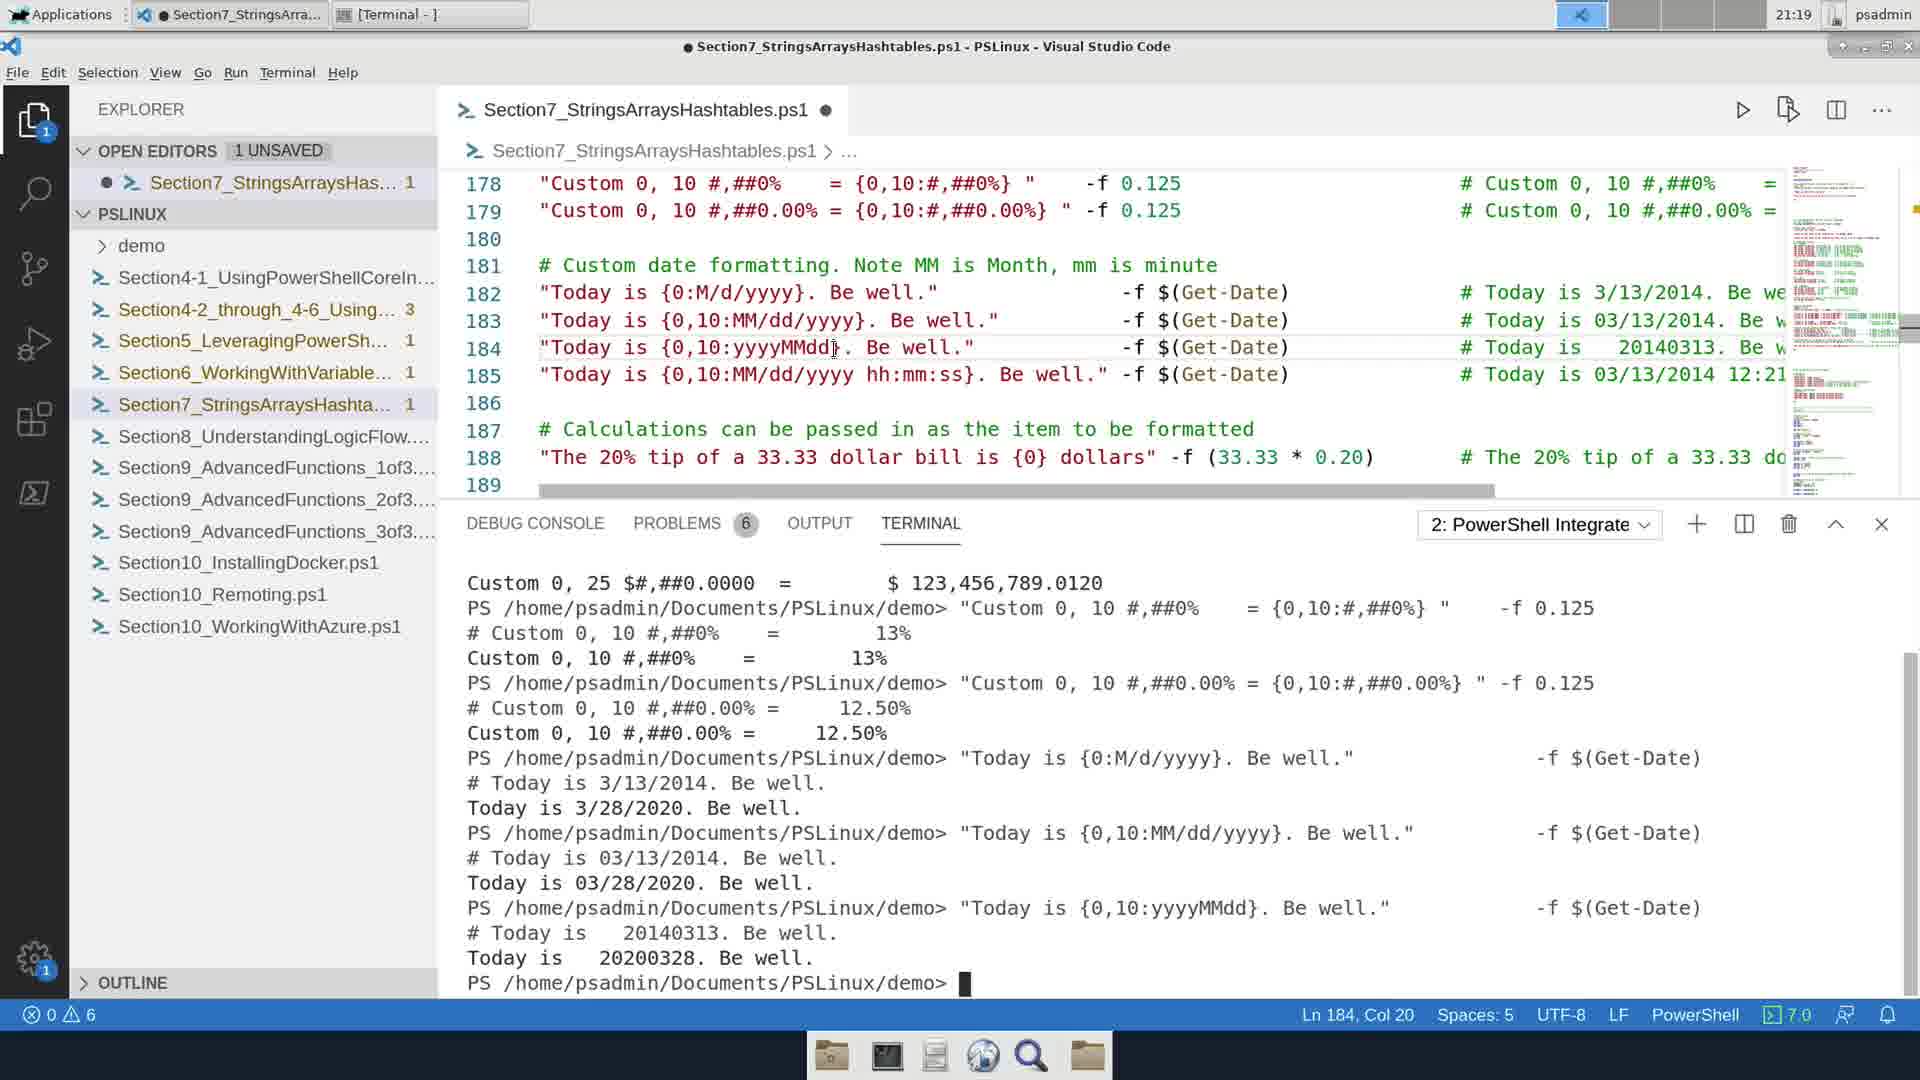 Applications
● Section7_StringsArra...
[Terminal - ]
21:19
psadmin
● Section7_StringsArraysHashtables.ps1 - PSLinux - Visual Studio Code
File Edit Selection View Go Run Terminal Help
EXPLORER
OPEN EDITORS 1 UNSAVED
Section7_StringsArraysHas... 1
PSLINUX
demo
Section4-1_UsingPowerShellCoreIn...
Section4-2_through_4-6_Using... 3
Section5_LeveragingPowerSh... 1
Section6_WorkingWithVariable... 1
Section7_StringsArraysHashta... 1
Section8_UnderstandingLogicFlow....
Section9_AdvancedFunctions_1of3....
Section9_AdvancedFunctions_2of3....
Section9_AdvancedFunctions_3of3....
Section10_InstallingDocker.ps1
Section10_Remoting.ps1
Section10_WorkingWithAzure.ps1
OUTLINE
1
1
Section7_StringsArraysHashtables.ps1 ●
Section7_StringsArraysHashtables.ps1 > ...
178 "Custom 0, 10 #,##0%    = {0,10:#,##0%} "    -f 0.125 # Custom 0, 10 #,##0%    =
179 "Custom 0, 10 #,##0.00% = {0,10:#,##0.00%} " -f 0.125 # Custom 0, 10 #,##0.00% =
180
181 # Custom date formatting. Note MM is Month, mm is minute
182 "Today is {0:M/d/yyyy}. Be well." -f $(Get-Date) # Today is 3/13/2014. Be we
183 "Today is {0,10:MM/dd/yyyy}. Be well." -f $(Get-Date) # Today is 03/13/2014. Be w
184 "Today is {0,10:yyyyMMdd}. Be well." -f $(Get-Date) # Today is   20140313. Be w
185 "Today is {0,10:MM/dd/yyyy hh:mm:ss}. Be well." -f $(Get-Date) # Today is 03/13/2014 12:21
186
187 # Calculations can be passed in as the item to be formatted
188 "The 20% tip of a 33.33 dollar bill is {0} dollars" -f (33.33 * 0.20) # The 20% tip of a 33.33 do
189
DEBUG CONSOLE PROBLEMS 6 OUTPUT TERMINAL 2: PowerShell Integrate
Custom 0, 25 $#,##0.0000  =        $ 123,456,789.0120
PS /home/psadmin/Documents/PSLinux/demo> "Custom 0, 10 #,##0%    = {0,10:#,##0%} "    -f 0.125
# Custom 0, 10 #,##0%    =        13%
Custom 0, 10 #,##0%    =        13%
PS /home/psadmin/Documents/PSLinux/demo> "Custom 0, 10 #,##0.00% = {0,10:#,##0.00%} " -f 0.125
# Custom 0, 10 #,##0.00% =     12.50%
Custom 0, 10 #,##0.00% =     12.50%
PS /home/psadmin/Documents/PSLinux/demo> "Today is {0:M/d/yyyy}. Be well."               -f $(Get-Date)
# Today is 3/13/2014. Be well.
Today is 3/28/2020. Be well.
PS /home/psadmin/Documents/PSLinux/demo> "Today is {0,10:MM/dd/yyyy}. Be well."          -f $(Get-Date)
# Today is 03/13/2014. Be well.
Today is 03/28/2020. Be well.
PS /home/psadmin/Documents/PSLinux/demo> "Today is {0,10:yyyyMMdd}. Be well."            -f $(Get-Date)
# Today is   20140313. Be well.
Today is   20200328. Be well.
PS /home/psadmin/Documents/PSLinux/demo>
0 6 Ln 184, Col 20 Spaces: 5 UTF-8 LF PowerShell 7.0